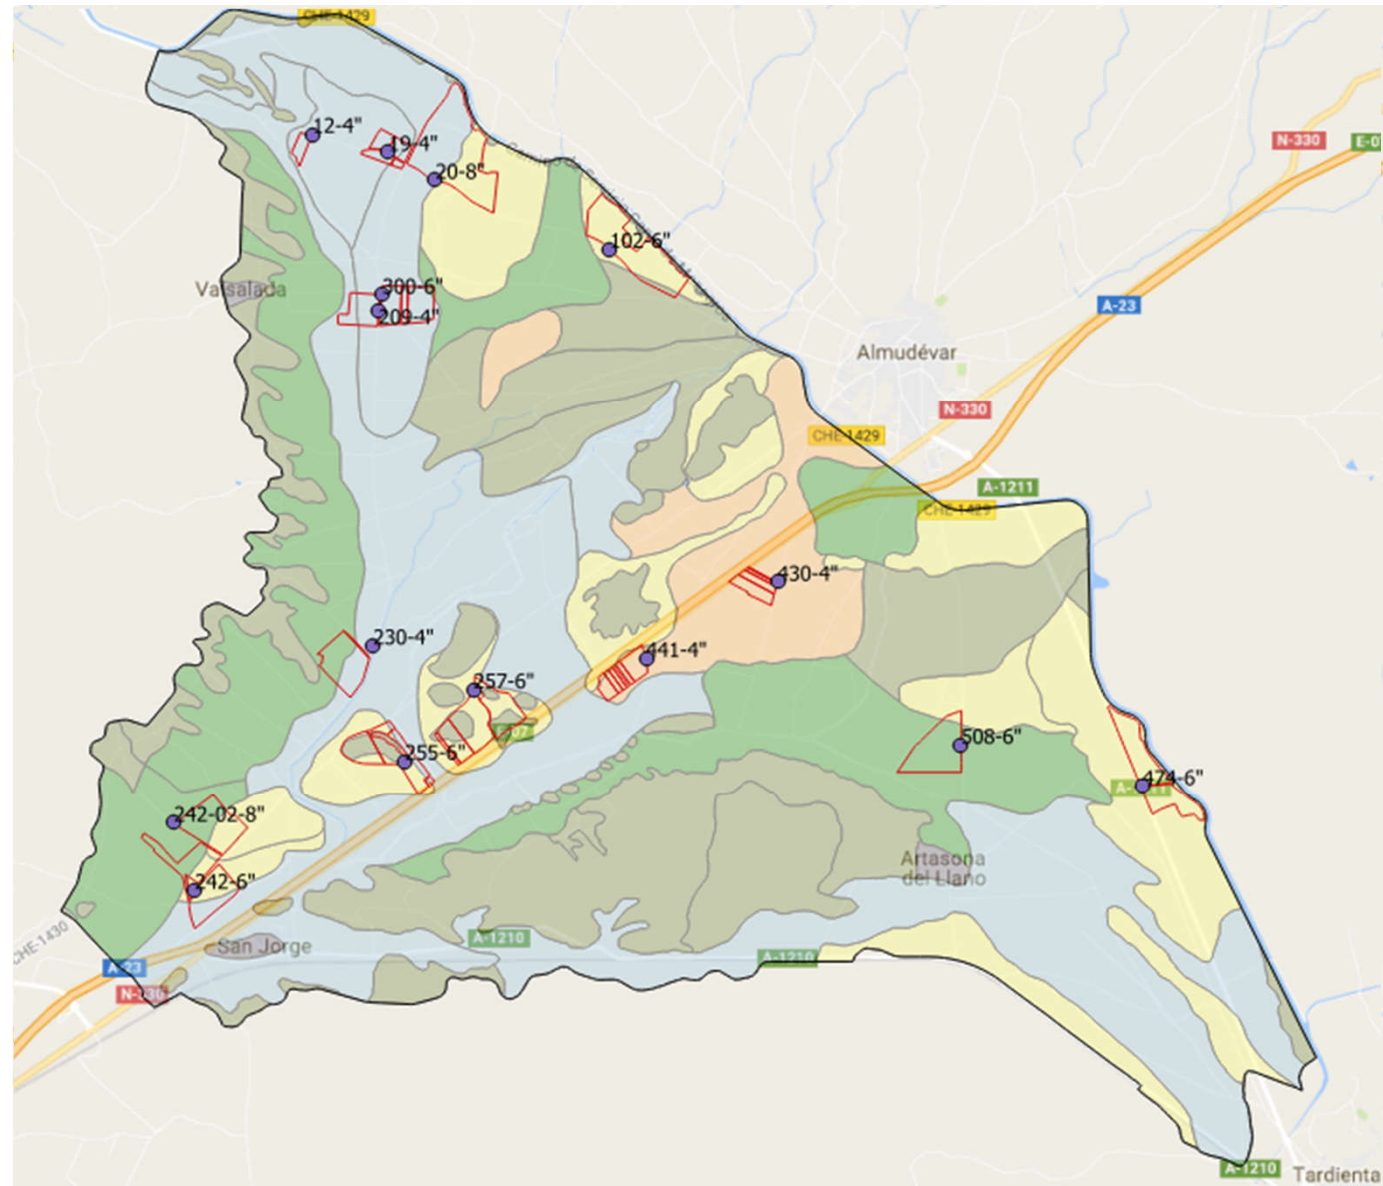 CHE-1429
12-4"
19-4"
20-8"
N-330
E-0
102-6"
Valsalada
300-6"
209-4"
A-23
Almudévar
N-330
CHE-1429
A-1211
CHE-1429
430-4"
230-4"
441-4"
257-6"
E-07
508-6"
255-6"
474-6"
242-02-8"
Artasona
del Llano
242-6"
CHE-1430
San Jorge
A-1210
A-1210
A-23
N-330
A-1210
Tardienta